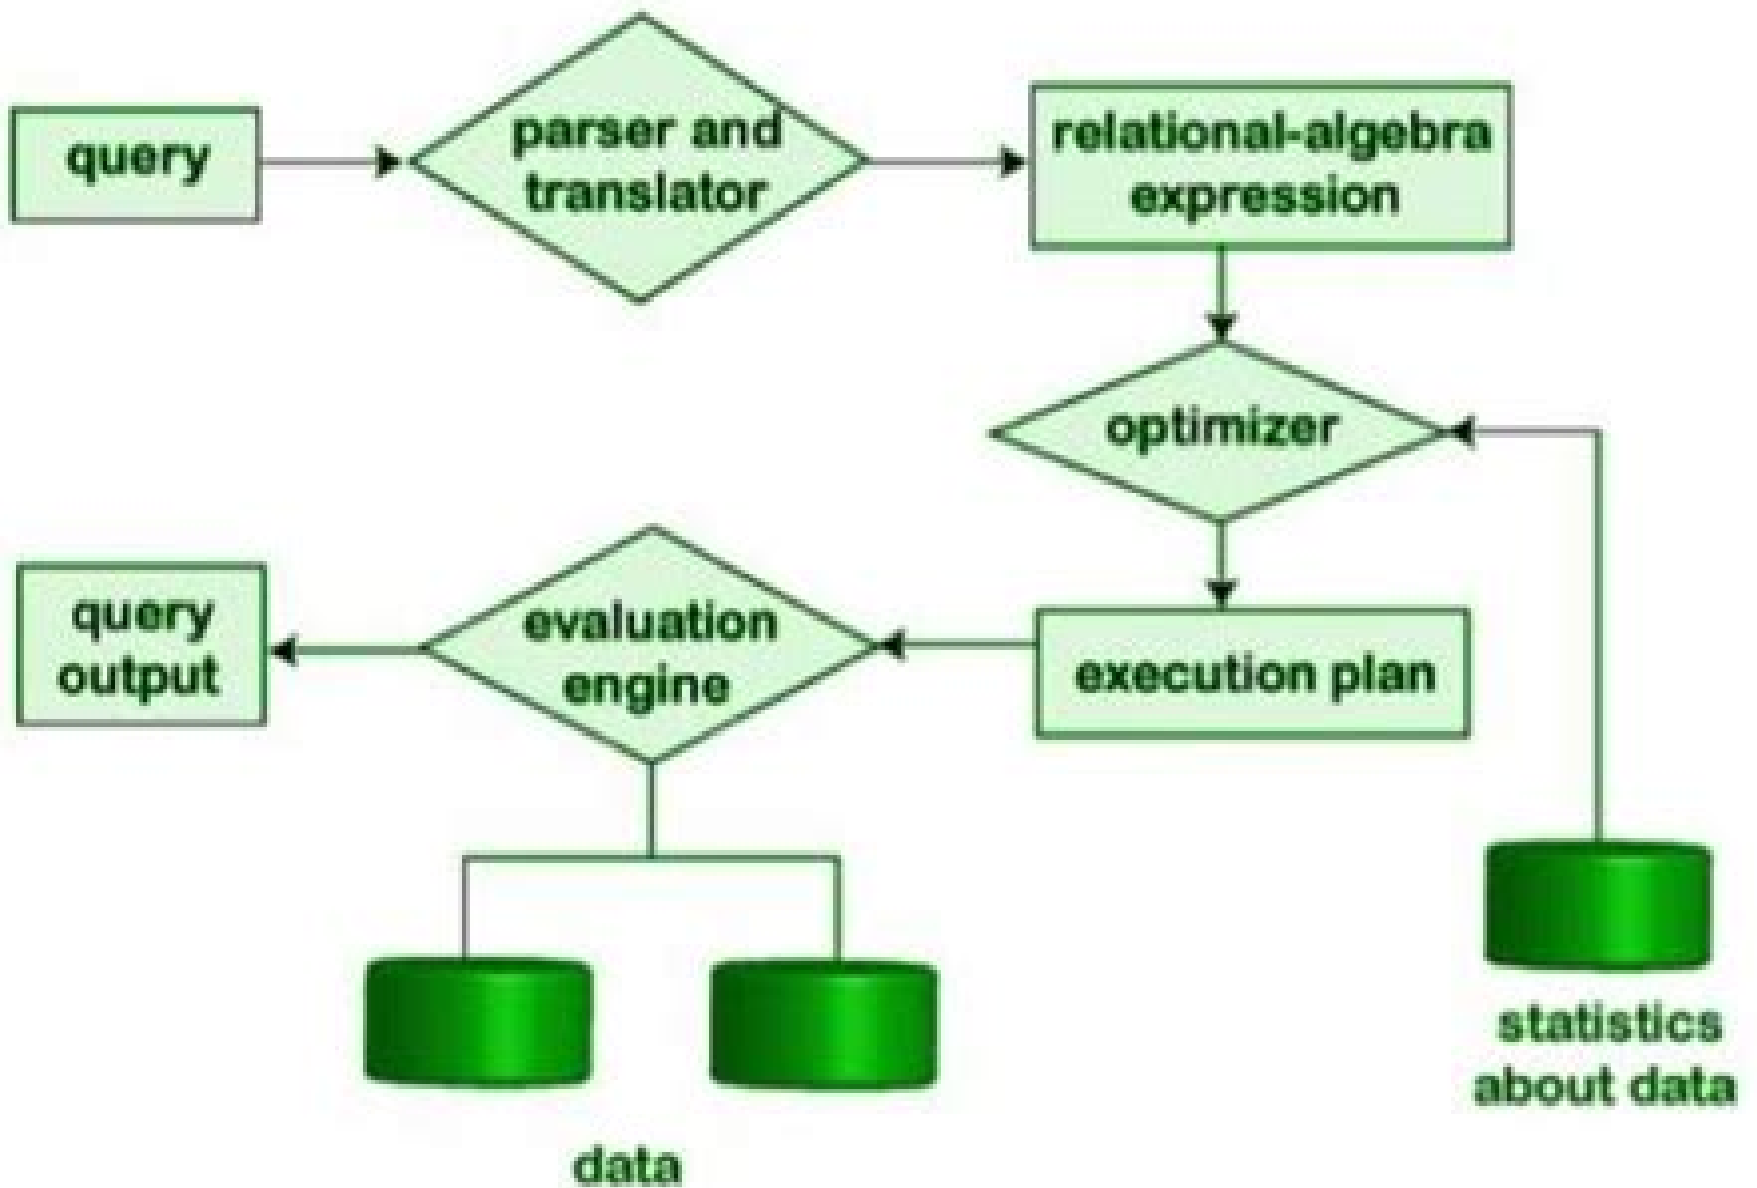 query
parser and
translator
relational-algebra
expression
optimizer
query
output
evaluation
engine
execution plan
statistics
about data
data